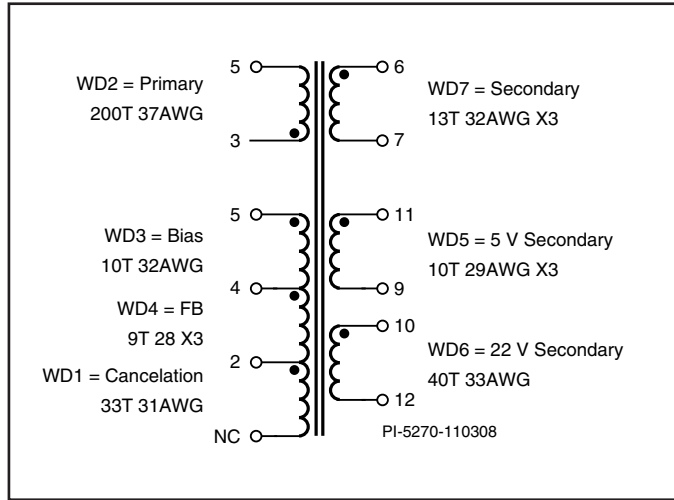 5
6
WD2 = Primary
200T 37AWG
WD7 = Secondary
13T 32AWG X3
3
7
5
11
WD3 = Bias
10T 32AWG
WD5 = 5 V Secondary
10T 29AWG X3
4
9
WD4 = FB
9T 28 X3
10
2
WD6 = 22 V Secondary
40T 33AWG
WD1 = Cancelation
33T 31AWG
12
NC
PI-5270-110308